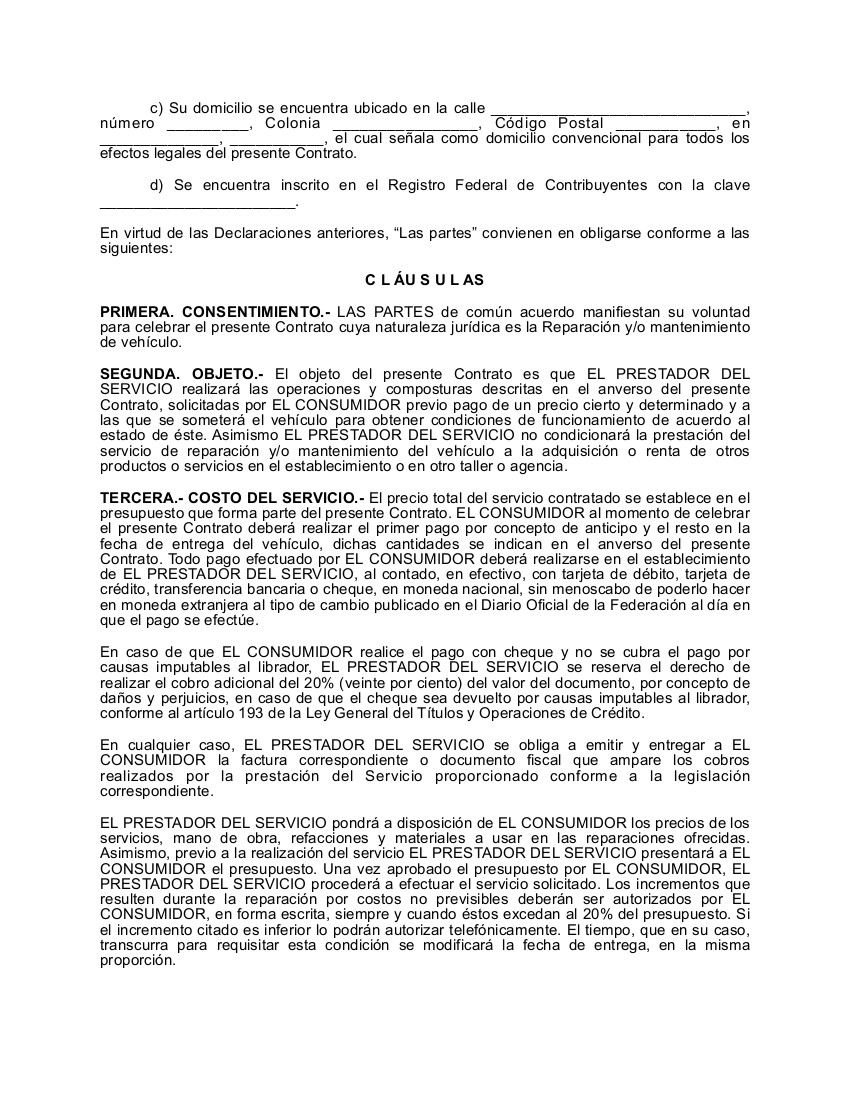 c) Su domicilio se encuentra ubicado en la calle ______________________________,
número _________, Colonia ________________, Código Postal ___________, en
_____________, ___________, el cual señala como domicilio convencional para todos los
efectos legales del presente Contrato.
d) Se encuentra inscrito en el Registro Federal de Contribuyentes con la clave
_______________________.
En virtud de las Declaraciones anteriores, “Las partes” convienen en obligarse conforme a las
siguientes:
C L ÁU S U L AS
PRIMERA. CONSENTIMIENTO.- LAS PARTES de común acuerdo manifiestan su voluntad
para celebrar el presente Contrato cuya naturaleza jurídica es la Reparación y/o mantenimiento
de vehículo.
SEGUNDA. OBJETO.- El objeto del presente Contrato es que EL PRESTADOR DEL
SERVICIO realizará las operaciones y composturas descritas en el anverso del presente
Contrato, solicitadas por EL CONSUMIDOR previo pago de un precio cierto y determinado y a
las que se someterá el vehículo para obtener condiciones de funcionamiento de acuerdo al
estado de éste. Asimismo EL PRESTADOR DEL SERVICIO no condicionará la prestación del
servicio de reparación y/o mantenimiento del vehículo a la adquisición o renta de otros
productos o servicios en el establecimiento o en otro taller o agencia.
TERCERA.- COSTO DEL SERVICIO.- El precio total del servicio contratado se establece en el
presupuesto que forma parte del presente Contrato. EL CONSUMIDOR al momento de celebrar
el presente Contrato deberá realizar el primer pago por concepto de anticipo y el resto en la
fecha de entrega del vehículo, dichas cantidades se indican en el anverso del presente
Contrato. Todo pago efectuado por EL CONSUMIDOR deberá realizarse en el establecimiento
de EL PRESTADOR DEL SERVICIO, al contado, en efectivo, con tarjeta de débito, tarjeta de
crédito, transferencia bancaria o cheque, en moneda nacional, sin menoscabo de poderlo hacer
en moneda extranjera al tipo de cambio publicado en el Diario Oficial de la Federación al día en
que el pago se efectúe.
En caso de que EL CONSUMIDOR realice el pago con cheque y no se cubra el pago por
causas imputables al librador, EL PRESTADOR DEL SERVICIO se reserva el derecho de
realizar el cobro adicional del 20% (veinte por ciento) del valor del documento, por concepto de
daños y perjuicios, en caso de que el cheque sea devuelto por causas imputables al librador,
conforme al artículo 193 de la Ley General del Títulos y Operaciones de Crédito.
En cualquier caso, EL PRESTADOR DEL SERVICIO se obliga a emitir y entregar a EL
CONSUMIDOR la factura correspondiente o documento fiscal que ampare los cobros
realizados por la prestación del Servicio proporcionado conforme a la legislación
correspondiente.
EL PRESTADOR DEL SERVICIO pondrá a disposición de EL CONSUMIDOR los precios de los
servicios, mano de obra, refacciones y materiales a usar en las reparaciones ofrecidas.
Asimismo, previo a la realización del servicio EL PRESTADOR DEL SERVICIO presentará a EL
CONSUMIDOR el presupuesto. Una vez aprobado el presupuesto por EL CONSUMIDOR, EL
PRESTADOR DEL SERVICIO procederá a efectuar el servicio solicitado. Los incrementos que
resulten durante la reparación por costos no previsibles deberán ser autorizados por EL
CONSUMIDOR, en forma escrita, siempre y cuando éstos excedan al 20% del presupuesto. Si
el incremento citado es inferior lo podrán autorizar telefónicamente. El tiempo, que en su caso,
transcurra para requisitar esta condición se modificará la fecha de entrega, en la misma
proporción.